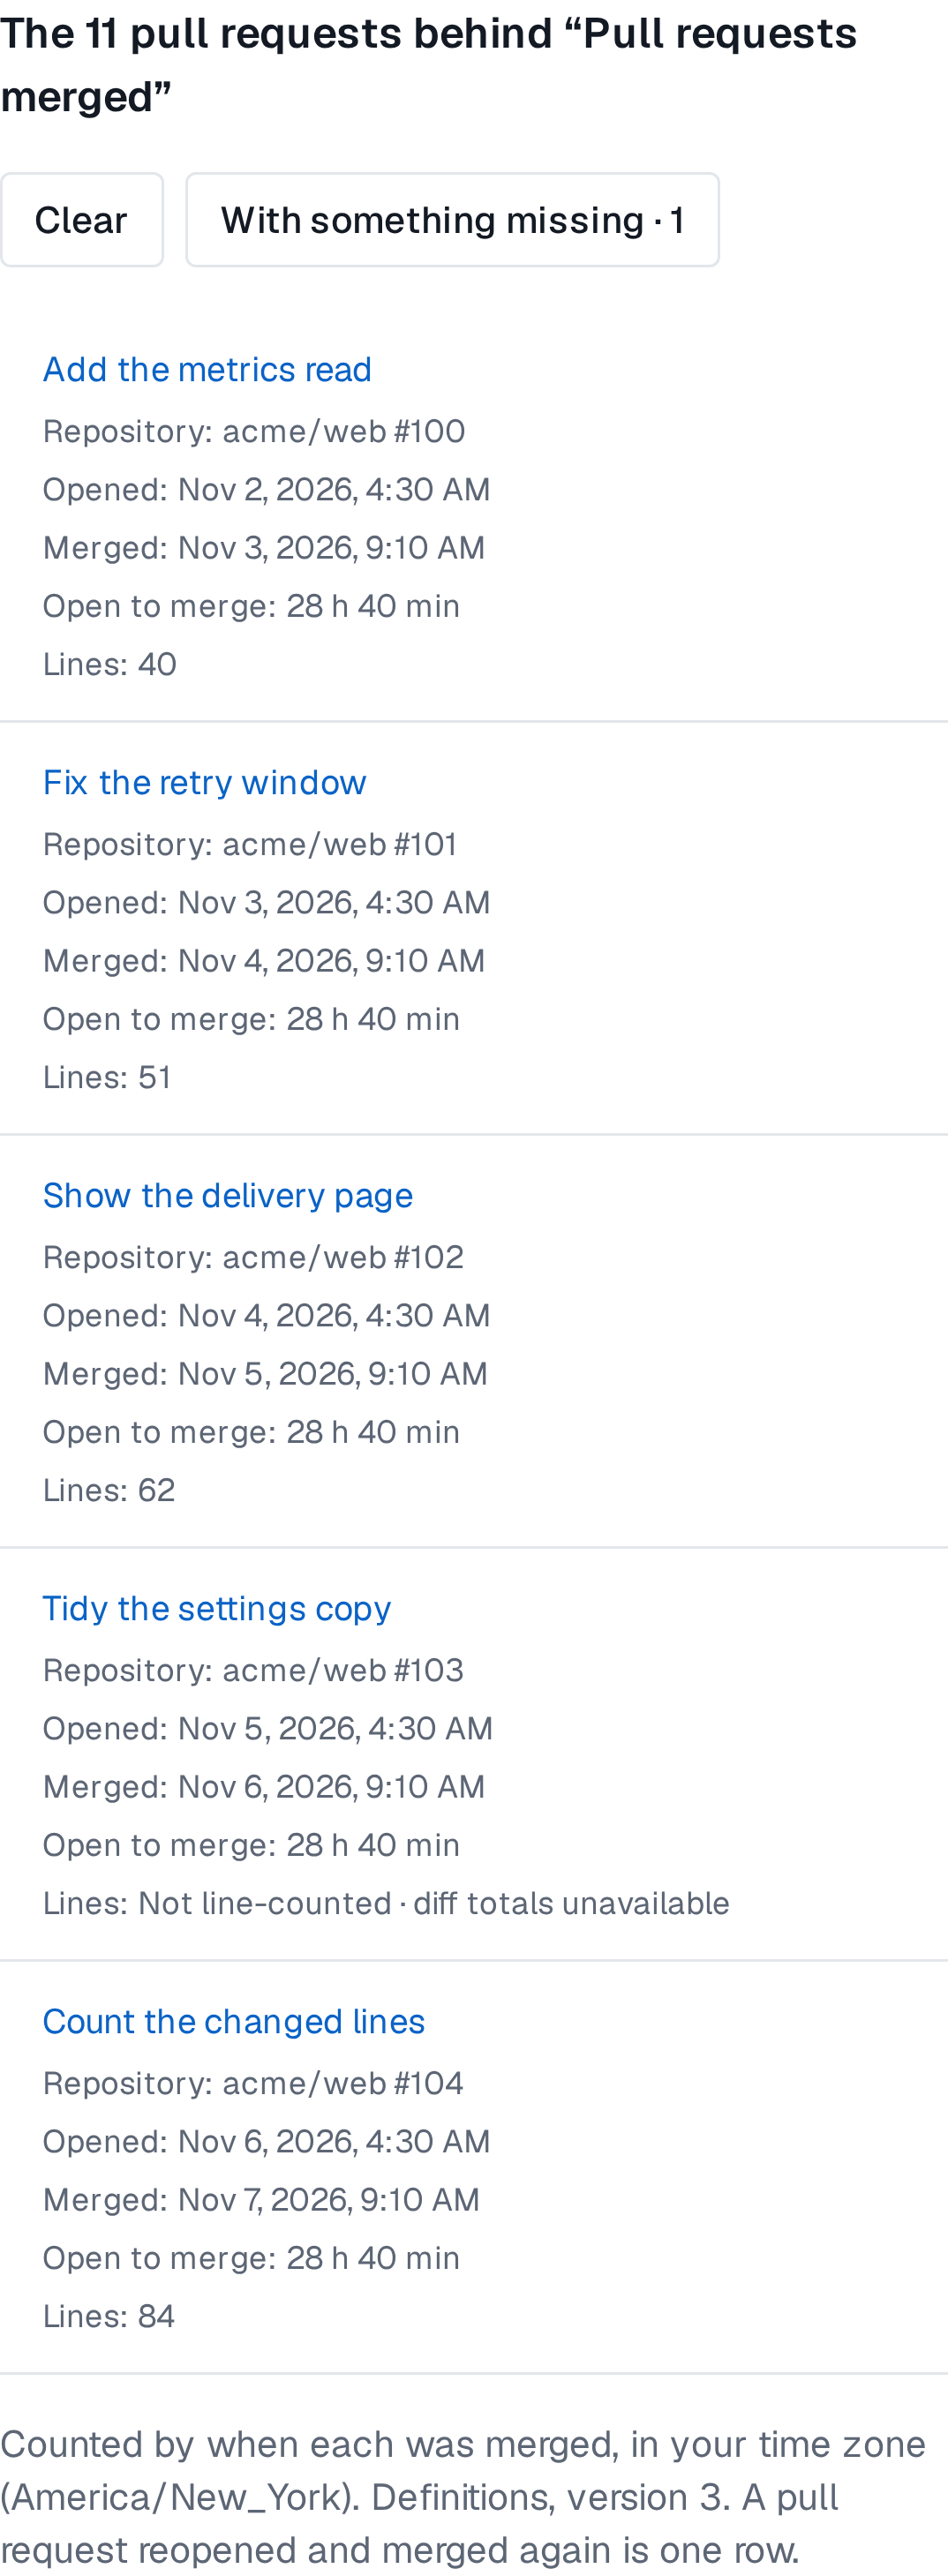 The 11 pull requests behind “Pull requests
merged”
Clear
With something missing · 1
Add the metrics read
Repository: acme/web #100
Opened: Nov 2, 2026, 4:30 AM
Merged: Nov 3, 2026, 9:10 AM
Open to merge: 28 h 40 min
Lines: 40
Fix the retry window
Repository: acme/web #101
Opened: Nov 3, 2026, 4:30 AM
Merged: Nov 4, 2026, 9:10 AM
Open to merge: 28 h 40 min
Lines: 51
Show the delivery page
Repository: acme/web #102
Opened: Nov 4, 2026, 4:30 AM
Merged: Nov 5, 2026, 9:10 AM
Open to merge: 28 h 40 min
Lines: 62
Tidy the settings copy
Repository: acme/web #103
Opened: Nov 5, 2026, 4:30 AM
Merged: Nov 6, 2026, 9:10 AM
Open to merge: 28 h 40 min
Lines: Not line-counted · diff totals unavailable
Count the changed lines
Repository: acme/web #104
Opened: Nov 6, 2026, 4:30 AM
Merged: Nov 7, 2026, 9:10 AM
Open to merge: 28 h 40 min
Lines: 84
Counted by when each was merged, in your time zone
(America/New_York). Definitions, version 3. A pull
request reopened and merged again is one row.